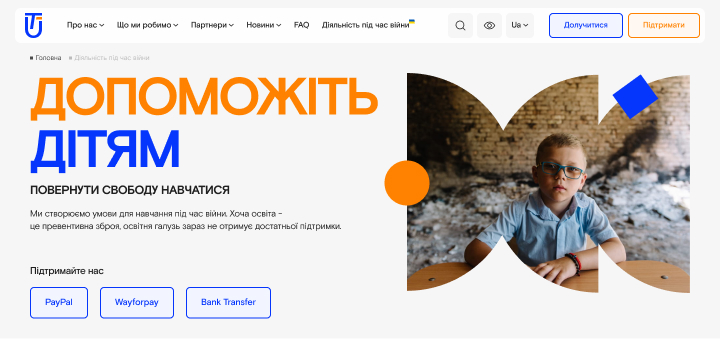 Про нас
Що ми робимо
Партнери
Новини
FAQ
Діяльність під час війни
Ua
Долучитися
Підтримати
Головна
Діяльність під час війни
ДОПОМОЖІТЬ
ДІТЯМ
ПОВЕРНУТИ СВОБОДУ НАВЧАТИСЯ
Ми створюємо умови для навчання під час війни. Хоча освіта –
це превентивна зброя, освітня галузь зараз не отримує достатньої підтримки.
Підтримайте нас
PayPal
Wayforpay
Bank Transfer